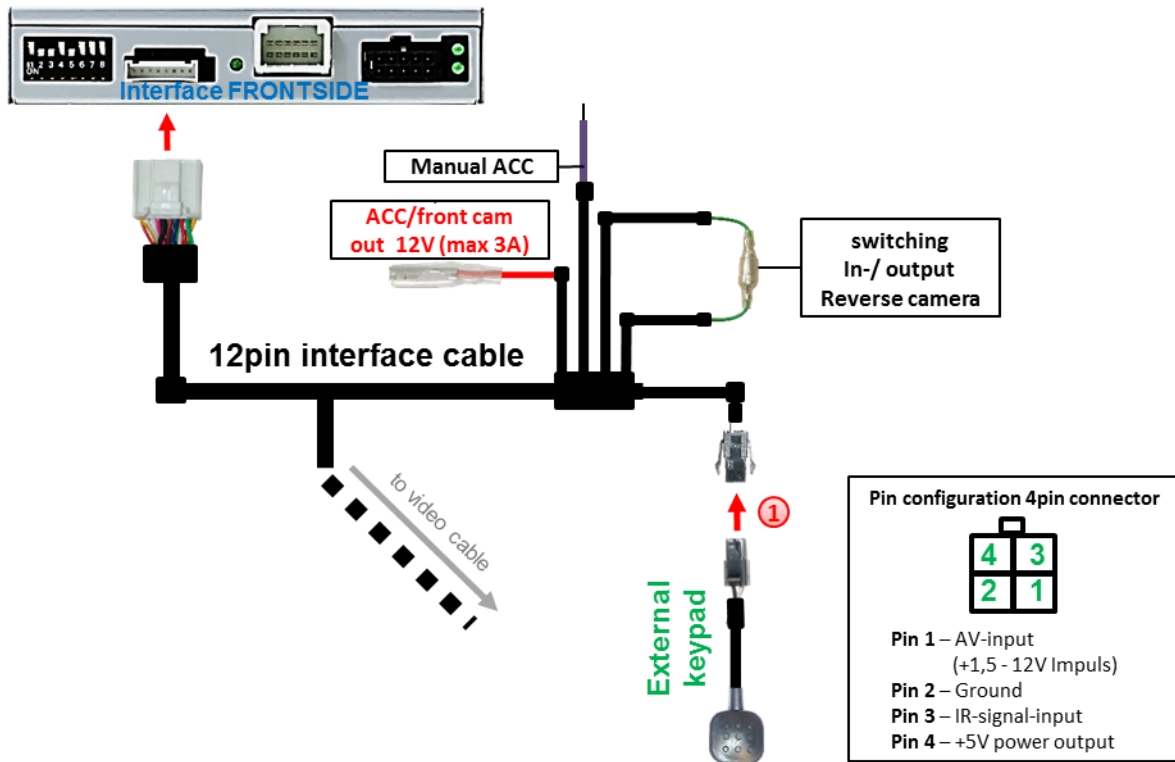 1 2 3 4 5 6 7 8
ON
Interface FRONTSIDE
Manual ACC
ACC/front cam
out 12V (max 3A)
switching
In-/ output
Reverse camera
12pin interface cable
to video cable
1
External
keypad
Pin configuration 4pin connector
4 3
2 1
Pin 1 – AV-input
(+1,5 - 12V Impuls)
Pin 2 – Ground
Pin 3 – IR-signal-input
Pin 4 – +5V power output